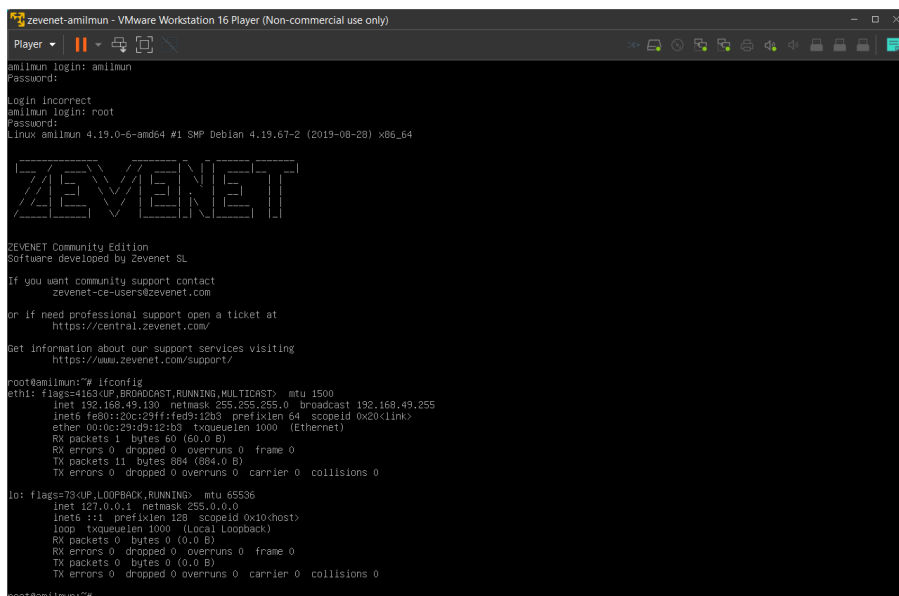 zevenet-amilmun - VMware Workstation 16 Player (Non-commercial use only)
Player
amilmun login: amilmun
Password:
Login incorrect
amilmun login: root
Password:
Linux amilmun 4.19.0-6-amd64 #1 SMP Debian 4.19.67-2 (2019-08-28) x86_64
ZEVENET
ZEVENET Community Edition
Software developed by Zevenet SL
If you want community support contact
zevenet-ce-users@zevenet.com
or if need professional support open a ticket at
https://central.zevenet.com/
Get information about our support services visiting
https://www.zevenet.com/support/
root@amilmun:~# ifconfig
eth1: flags=4163<UP,BROADCAST,RUNNING,MULTICAST> mtu 1500
inet 192.168.49.130 netmask 255.255.255.0 broadcast 192.168.49.255
inet6 fe80::20c:29ff:fed9:12b3 prefixlen 64 scopeid 0x20<link>
ether 00:0c:29:d9:12:b3 txqueuelen 1000 (Ethernet)
RX packets 1 bytes 60 (60.0 B)
RX errors 0 dropped 0 overruns 0 frame 0
TX packets 11 bytes 884 (884.0 B)
TX errors 0 dropped 0 overruns 0 carrier 0 collisions 0
lo: flags=73<UP,LOOPBACK,RUNNING> mtu 65536
inet 127.0.0.1 netmask 255.0.0.0
inet6 ::1 prefixlen 128 scopeid 0x10<host>
loop txqueuelen 1000 (Local Loopback)
RX packets 0 bytes 0 (0.0 B)
RX errors 0 dropped 0 overruns 0 frame 0
TX packets 0 bytes 0 (0.0 B)
TX errors 0 dropped 0 overruns 0 carrier 0 collisions 0
root@amilmun:~#